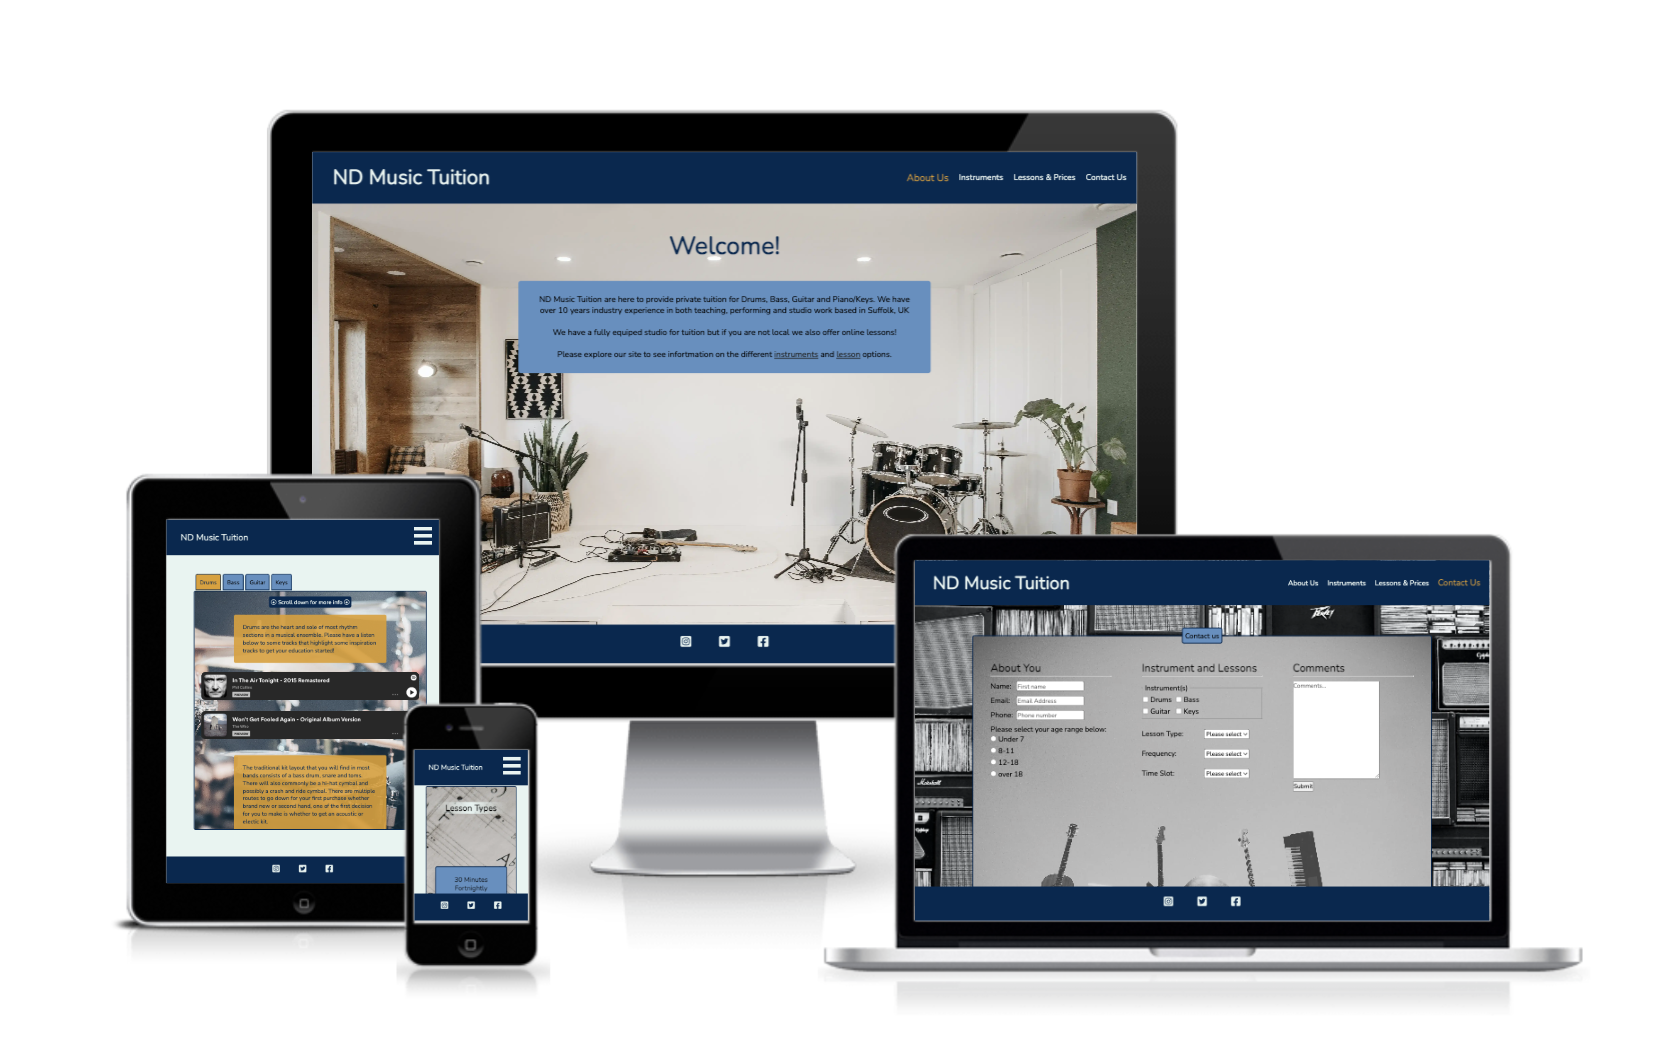 ND Music Tuition
About Us Instruments Lessons & Prices Contact Us
Welcome!
ND Music Tuition are here to provide private tuition for Drums, Bass, Guitar and Piano/Keys. We have
over 10 years industry experience in both teaching, performing and studio work based in Suffolk, UK
We have a fully equiped studio for tuition but if you are not local we also offer online lessons!
Please explore our site to see infortmation on the different instruments and lesson options.
ND Music Tuition
Drums Bass Guitar Keys
Scroll down for more info
Drums are the heart and sole of most rhythm
sections in a musical ensemble. Please have a listen
below to some tracks that highlight some inspiration
tracks to get your education started!
In The Air Tonight - 2015 Remastered
Phil Collins
PREVIEW
Won't Get Fooled Again - Original Album Version
The Who
PREVIEW
The traditional kit layout that you will find in most
bands consists of a bass drum, snare and toms.
There will also commonly be a hi-hat cymbal and
possibly a crash and ride cymbal. There are multiple
routes to go down for your first purchase whether
brand new or second hand, one of the first decision
for you to make is whether to get an acoustic or
electic kit.
ND Music Tuition
Lesson Types
30 Minutes
Fortnightly
ND Music Tuition
About Us Instruments Lessons & Prices Contact Us
PEAVEY
Contact us
About You
Name: First name
Email: Email Address
Phone: Phone number
Please select your age range below:
Under 7
8-11
12-18
over 18
Instrument and Lessons
Instrument(s)
Drums Bass
Guitar Keys
Lesson Type: Please select
Frequency: Please select
Time Slot: Please select
Comments
Comments...
Submit
Marshall